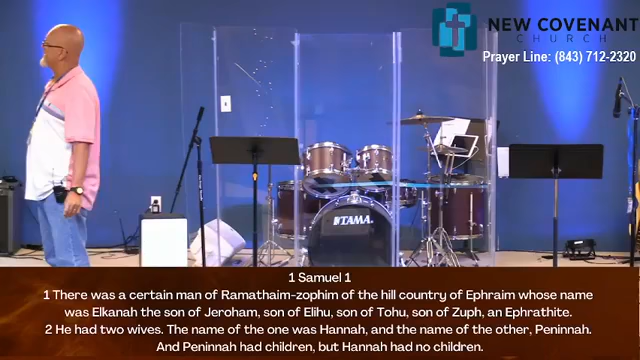 NEW COVENANT
CHURCH
Prayer Line: (843) 712-2320
TAMA
1 Samuel 1
1 There was a certain man of Ramathaim-zophim of the hill country of Ephraim whose name
was Elkanah the son of Jeroham, son of Elihu, son of Tohu, son of Zuph, an Ephrathite.
2 He had two wives. The name of the one was Hannah, and the name of the other, Peninnah.
And Peninnah had children, but Hannah had no children.